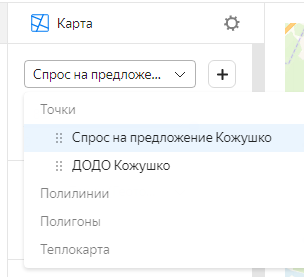 Карта
Спрос на предложе...
Точки
Спрос на предложение Кожушко
ДОДО Кожушко
Полилинии
Полигоны
Теплокарта